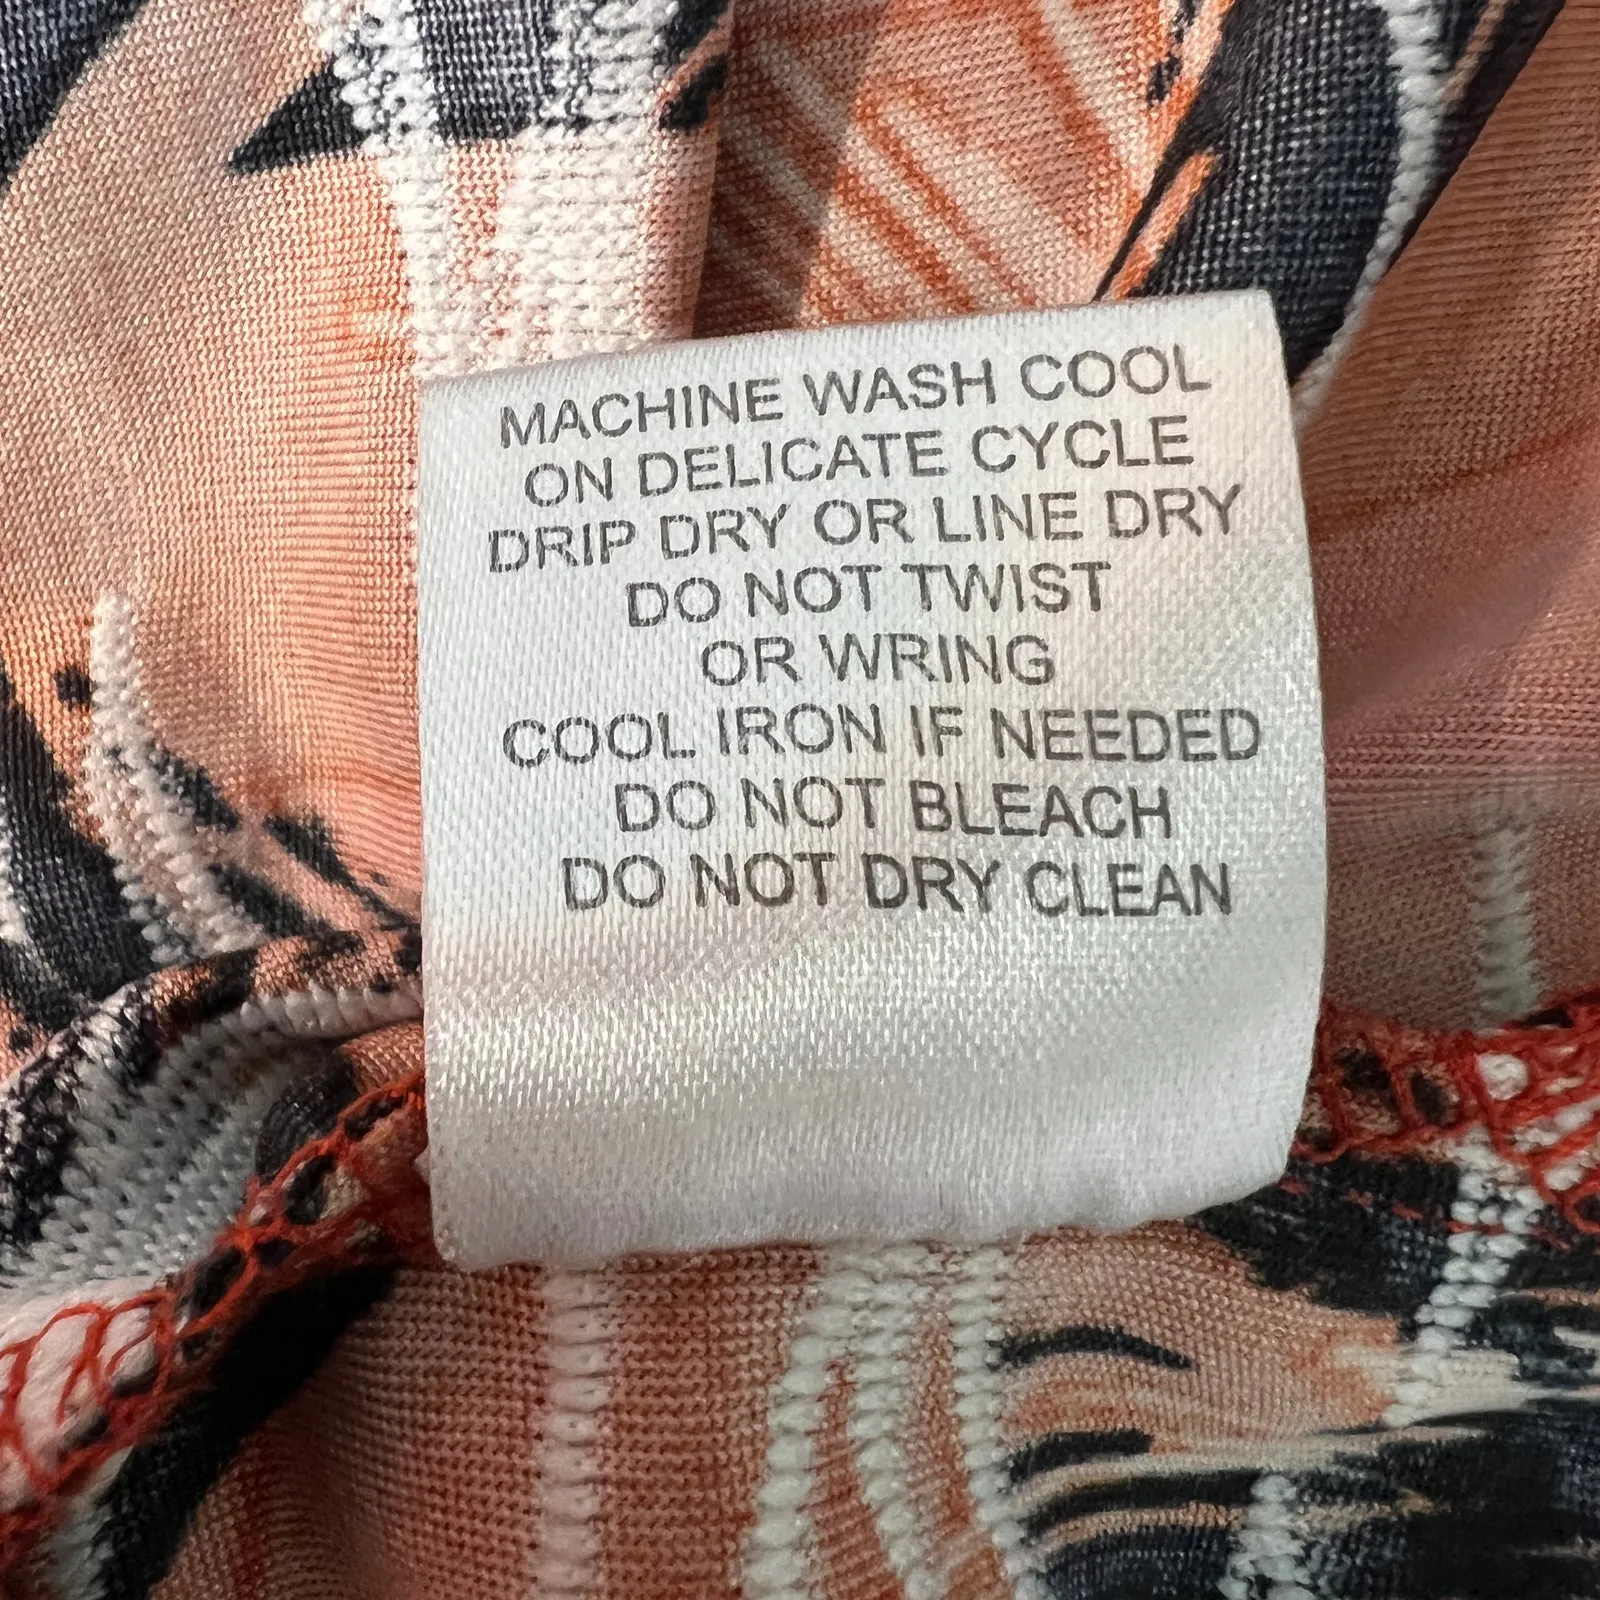 MACHINE WASH COOL
ON DELICATE CYCLE
DRIP DRY OR LINE DRY
DO NOT TWIST
OR WRING
COOL IRON IF NEEDED
DO NOT BLEACH
DO NOT DRY CLEAN